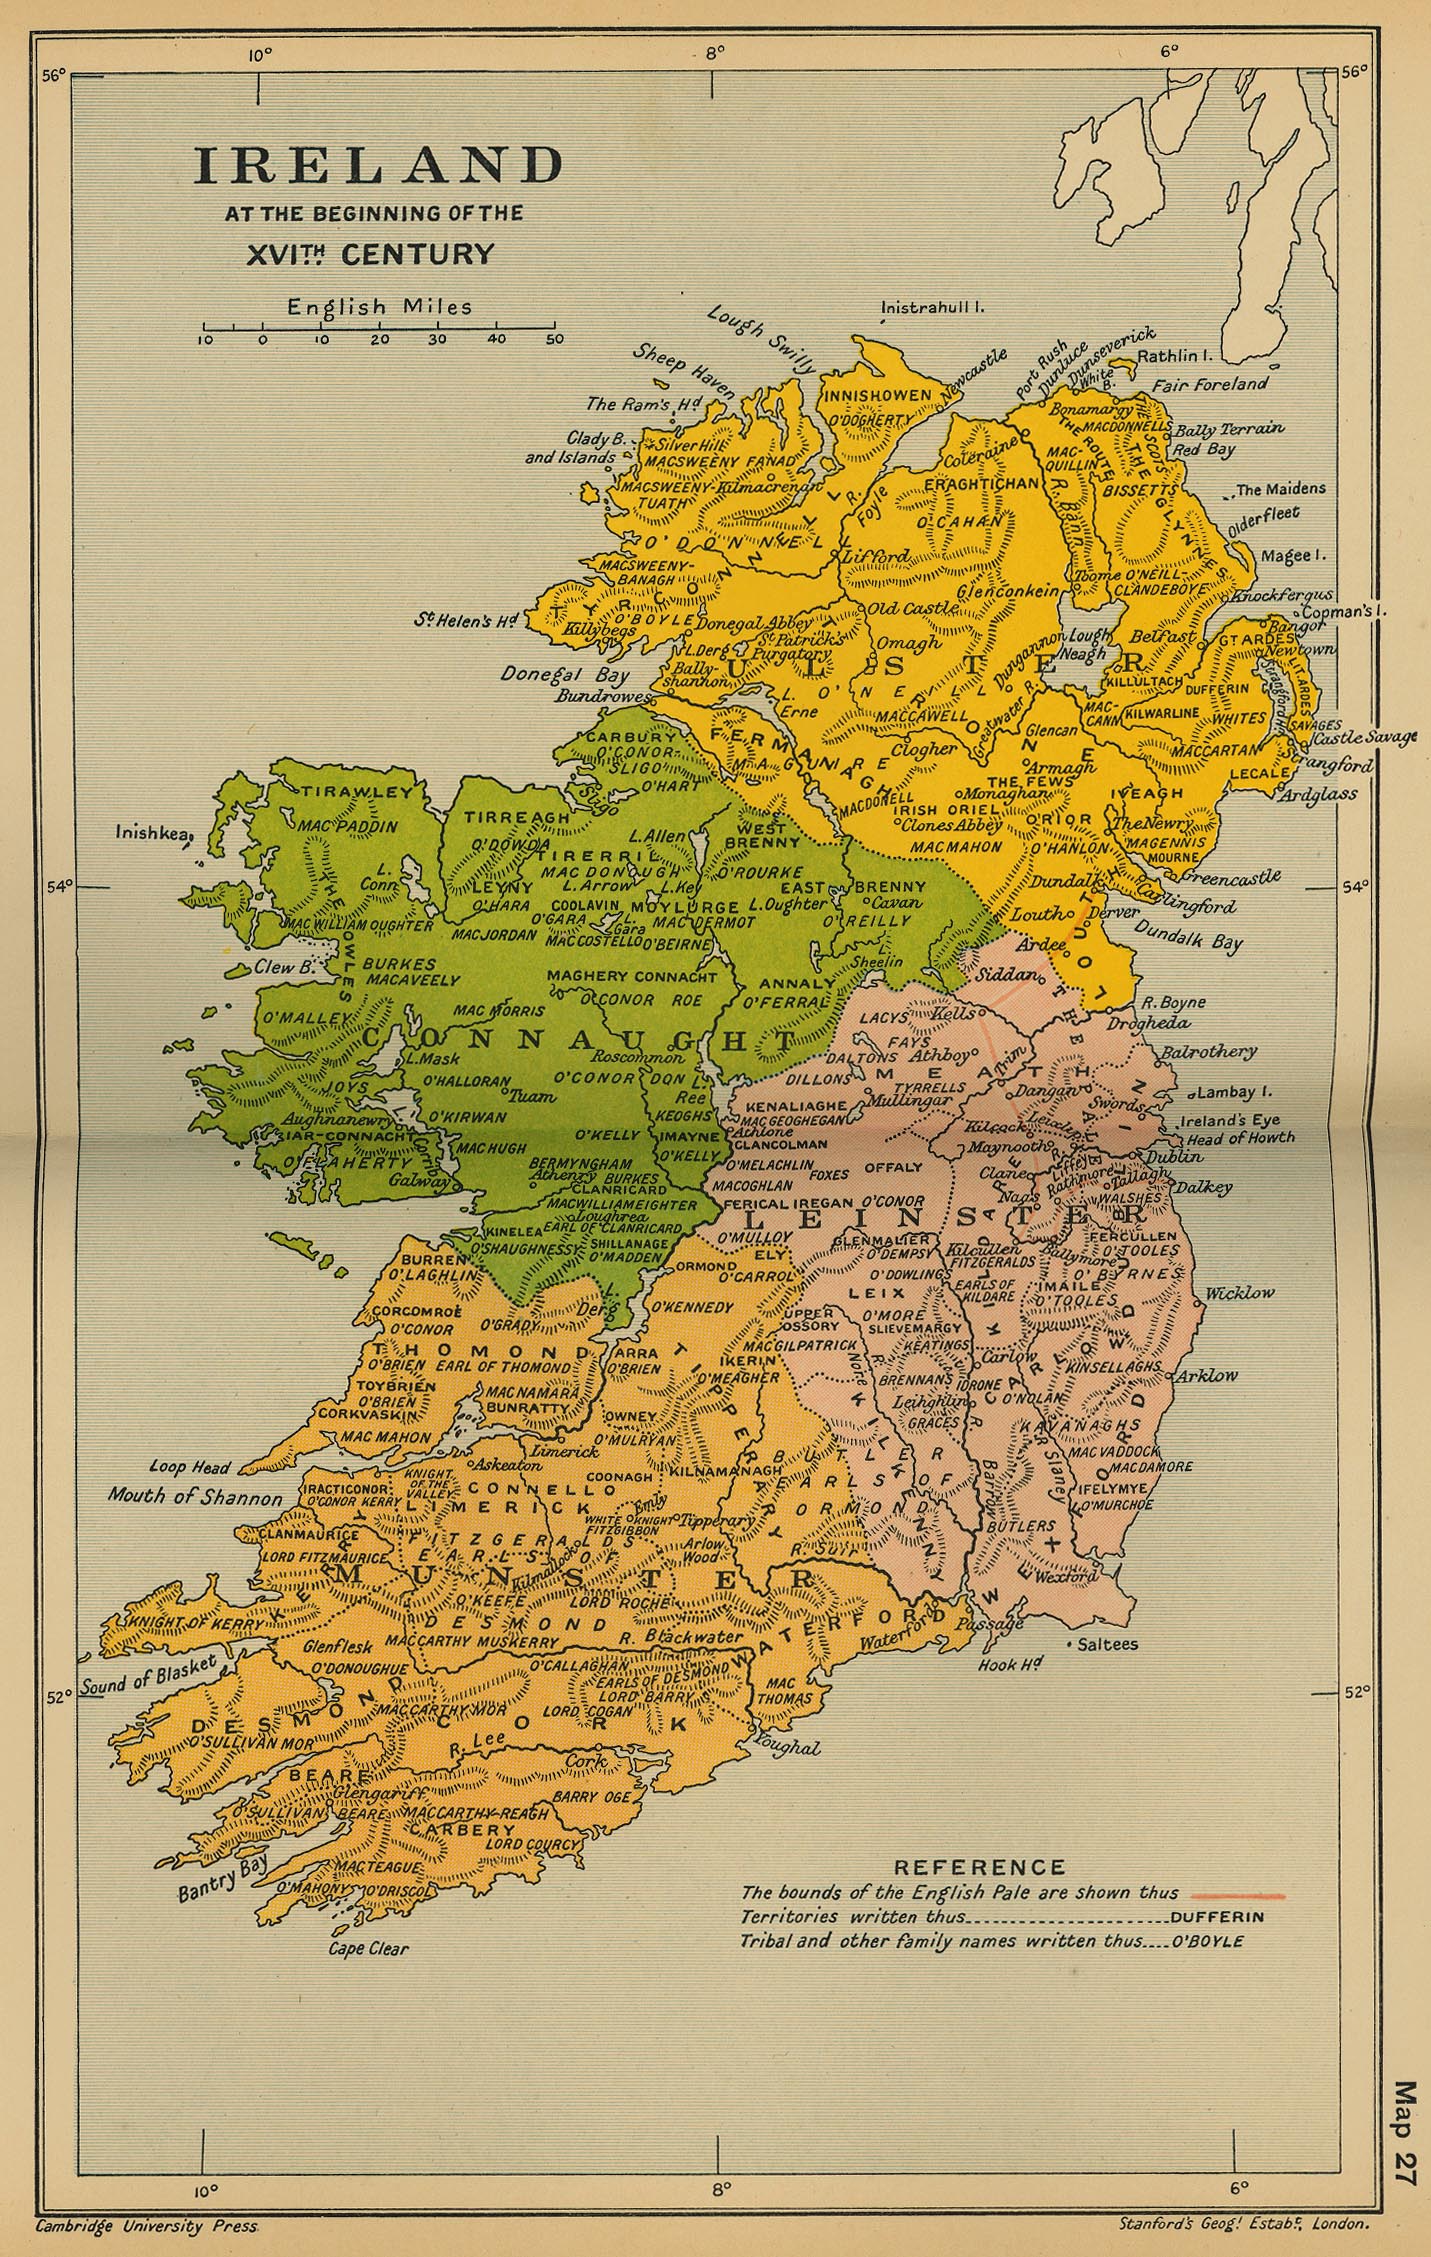 10° 8° 6°
56° 56°
IRELAND
AT THE BEGINNING OF THE
XVITH CENTURY
English Miles
10 0 10 20 30 40 50
Inistrahull I.
Lough Swilly
Sheep Haven
The Ram's Hd
Newcastle
Port Rush
Dunluce
Dunseverick
White B.
Rathlin I.
Fair Foreland
INNISHOWEN
O'DOGHERTY
Bonamargy
MACDONNELLS
THE SCOTS
THE ROUTE
Bally Terrain
Red Bay
Clady B.
and Islands
Silver Hill
MACSWEENY FANAD
MACSWEENY-
TUATH
Kilmacrenan
Coleraine
MAC-
QUILLIN
ERAGHTICHAN
O'CAHAN
R. Bann
BISSETTS
THE GLYNNES
The Maidens
Olderfleet
Magee I.
R. Foyle
O'DONNELL
TYRCONNELL
Lifford
MACSWEENY-
BANAGH
O'BOYLE
Killybegs
St Helen's Hd
Donegal Abbey
Old Castle
Glenconkein
Toome
O'NEILL-
CLANDEBOYE
Knockfergus
Copman's I.
Bangor
L. Derg
St Patrick's
Purgatory
Omagh
Dungannon
Lough
Neagh
Belfast
GT ARDES
Newtown
LIT. ARDES
Strangford
Donegal Bay
Bally-
shannon
Bundrowes
ULSTER
KILLULTACH
DUFFERIN
L.
Erne
O'NEILL
TYRONE
MACCAWELL
Greatwater R.
MAC-
CANN
KILWARLINE
WHITES
SAVAGES
Castle Savage
Strangford
Glencan
MACCARTAN
FERMANAGH
MAGUIRE
Clogher
Armagh
THE FEWS
LECALE
Ardglass
CARBURY
O'CONOR-
SLIGO
O'HART
Sligo
MACDONELL
Monaghan
IRISH ORIEL
Clones Abbey
ORIOR
O'HANLON
IVEAGH
The Newry
MAGENNIS
MOURNE
MACMAHON
Greencastle
Carlingford
TIRAWLEY
MAC PADDIN
TIRREAGH
O'DOWDA
Inishkea
L. Allen
WEST
BRENNY
O'ROURKE
TIRERRIL
MAC DONOUGH
L.
Conn
LEYNY
O'HARA
L. Arrow
L. Key
EAST BRENNY
Cavan
O'REILLY
54° 54°
Dundalk
Louth
Derver
Dundalk Bay
Ardee
LOUTH
COOLAVIN
O'GARA
L.
Gara
MOYLURGE
MACDERMOT
L. Oughter
MAC WILLIAM OUGHTER
THE OWLES
MACJORDAN
MACCOSTELLO
O'BEIRNE
L.
Sheelin
Clew B.
BURKES
MACAVEELY
MAGHERY CONNACHT
O'CONOR ROE
ANNALY
O'FERRAL
Siddan
O'MALLEY
MAC MORRIS
LACYS
Kells
R. Boyne
Drogheda
CONNAUGHT
L. Mask
Roscommon
FAYS
DALTONS
Athboy
Trim
Balrothery
JOYS
O'HALLORAN
Tuam
O'CONOR DON
L.
Ree
DILLONS
MEATH
TYRRELLS
Mullingar
Dangan
Swords
Lambay I.
Aughnanewry
O'KIRWAN
KEOGHS
KENALIAGHE
MACGEOGHEGAN
Athlone
CLANCOLMAN
Kilcock
Leixlip
Maynooth
Ireland's Eye
Head of Howth
Dublin
IAR-CONNACHT
O'FLAHERTY
L. Corrib
Galway
MACHUGH
O'KELLY
IMAYNE
O'KELLY
O'MELACHLIN
FOXES
MACOGHLAN
OFFALY
Clane
R. Liffey
Rathmore
Tallagh
Dalkey
BERMYNGHAM
Athenry
BURKES
CLANRICARD
MACWILLIAMEIGHTER
Loughrea
EARL OF CLANRICARD
FERICAL
IREGAN
O'CONOR
Naas
WALSHES
THE PALE
DUBLIN
LEINSTER
KINELEA
O'SHAUGHNESSY
SHILLANAGE
O'MADDEN
O'MULLOY
GLENMALIER
O'DEMPSY
Kilcullen
FITZGERALDS
Ballymore
FERCULLEN
O'TOOLES
BURREN
O'LAGHLIN
ORMOND
ELY
O'CARROL
O'DOWLINGS
EARLS OF
KILDARE
IMAILE
O'TOOLES
O'BYRNES
Wicklow
KILDARE
L.
Derg
O'KENNEDY
LEIX
CORCOMROE
O'CONOR
O'GRADY
UPPER
OSSORY
O'MORE
SLIEVEMARGY
THOMOND
O'BRIEN EARL OF THOMOND
ARRA
O'BRIEN
IKERIN
O'MEAGHER
MACGILPATRICK
KEATINGS
Carlow
KINSELLAGHS
Arklow
TOYBRIEN
O'BRIEN
CORKVASKIN
MACNAMARA
BUNRATTY
R. Nore
BRENNANS
IDRONE
O'NOLAN
CARLOW
Leighglin
GRACES
KAVANAGHS
OWNEY
O'MULRYAN
MACMAHON
Loop Head
Limerick
Askeaton
MACVADDOCK
MACDAMORE
R. Slaney
Mouth of Shannon
KNIGHT
OF THE
VALLEY
CONNELLO
COONAGH
KILNAMANAGH
BUTLER
EARLS OF
ORMOND
KILKENNY
R. Barrow
IFELYMYE
O'MURCHOE
IRACTICONOR
O'CONOR KERRY
LIMERICK
Emly
WHITE KNIGHT
FITZGIBBON
Tipperary
TIPPERARY
BUTLERS
CLANMAURICE
LORD FITZMAURICE
FITZGERALDS
EARLS OF
DESMOND
Kilmallock
Arlow
Wood
R. Suir
Wexford
WEXFORD
MUNSTER
KERRY
O'KEEFE
LORD ROCHE
KNIGHT OF KERRY
MACCARTHY MUSKERRY
R. Blackwater
WATERFORD
Waterford
Passage
Saltees
Hook Hd
Glenflesk
O'DONOUGHUE
O'CALLAGHAN
EARLS OF DESMOND
LORD BARRY
Sound of Blasket
52° 52°
MACCARTHY MOR
LORD COGAN
MAC
THOMAS
DESMOND
O'SULLIVAN MOR
CORK
R. Lee
Cork
Youghal
BEARE
Glengariff
O'SULLIVAN BEARE
MACCARTHY-REAGH
CARBERY
BARRY OGE
LORD COURCY
Bantry Bay
MACTEAGUE
O'MAHONY
O'DRISCOL
Cape Clear
REFERENCE
The bounds of the English Pale are shown thus
Territories written thus DUFFERIN
Tribal and other family names written thus O'BOYLE
10° 8° 6°
Map 27
Cambridge University Press
Stanford's Geogl. Estabt., London.